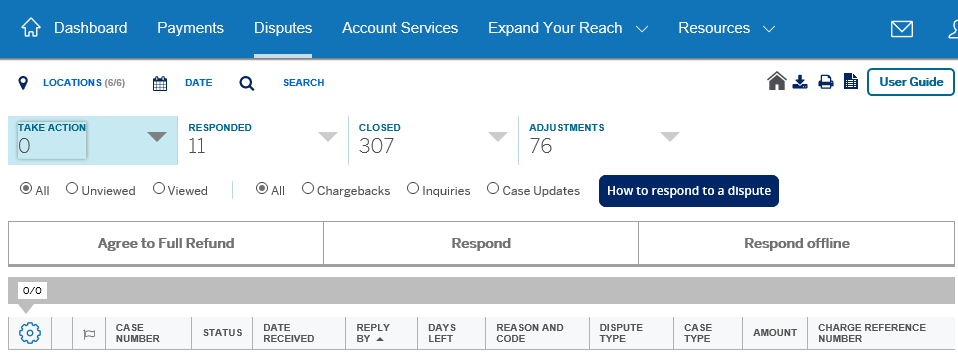 Dashboard Payments Disputes Account Services Expand Your Reach Resources
LOCATIONS (6/6) DATE SEARCH User Guide
TAKE ACTION RESPONDED CLOSED ADJUSTMENTS
0 11 307 76
All Unviewed Viewed All Chargebacks Inquiries Case Updates How to respond to a dispute
Agree to Full Refund Respond Respond offline
0/0
CASE NUMBER STATUS DATE RECEIVED REPLY BY DAYS LEFT REASON AND CODE DISPUTE TYPE CASE TYPE AMOUNT CHARGE REFERENCE NUMBER